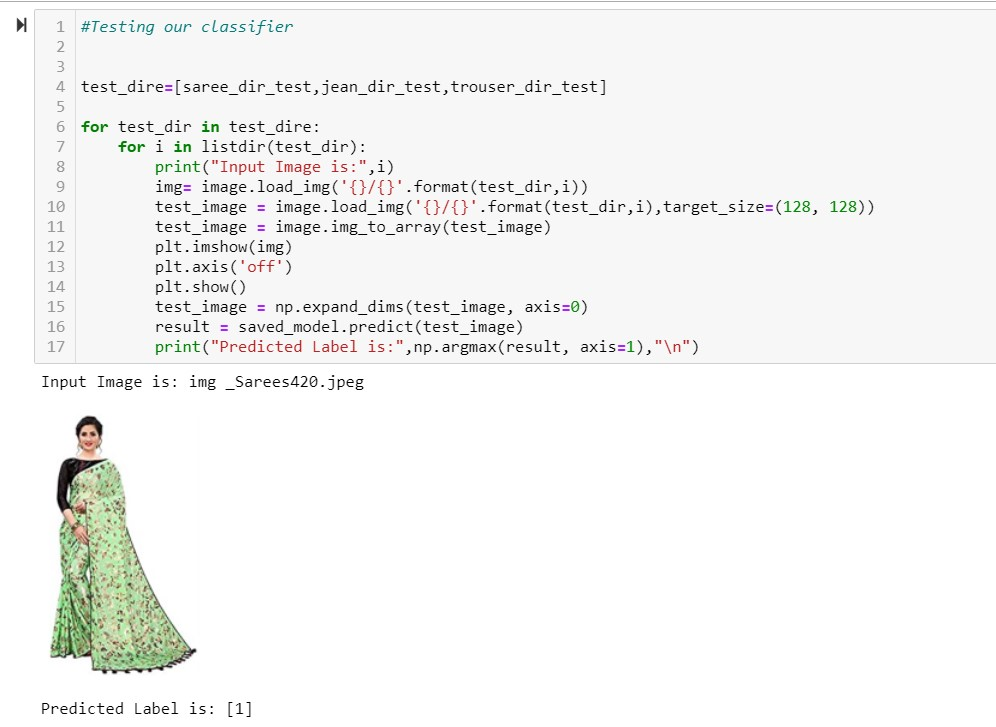 1 #Testing our classifier
2
3
4 test_dire=[saree_dir_test,jean_dir_test,trouser_dir_test]
5
6 for test_dir in test_dire:
7     for i in listdir(test_dir):
8         print("Input Image is:",i)
9         img= image.load_img('{}/{}'.format(test_dir,i))
10         test_image = image.load_img('{}/{}'.format(test_dir,i),target_size=(128, 128))
11         test_image = image.img_to_array(test_image)
12         plt.imshow(img)
13         plt.axis('off')
14         plt.show()
15         test_image = np.expand_dims(test_image, axis=0)
16         result = saved_model.predict(test_image)
17         print("Predicted Label is:",np.argmax(result, axis=1),"\n")
Input Image is: img _Sarees420.jpeg
Predicted Label is: [1]